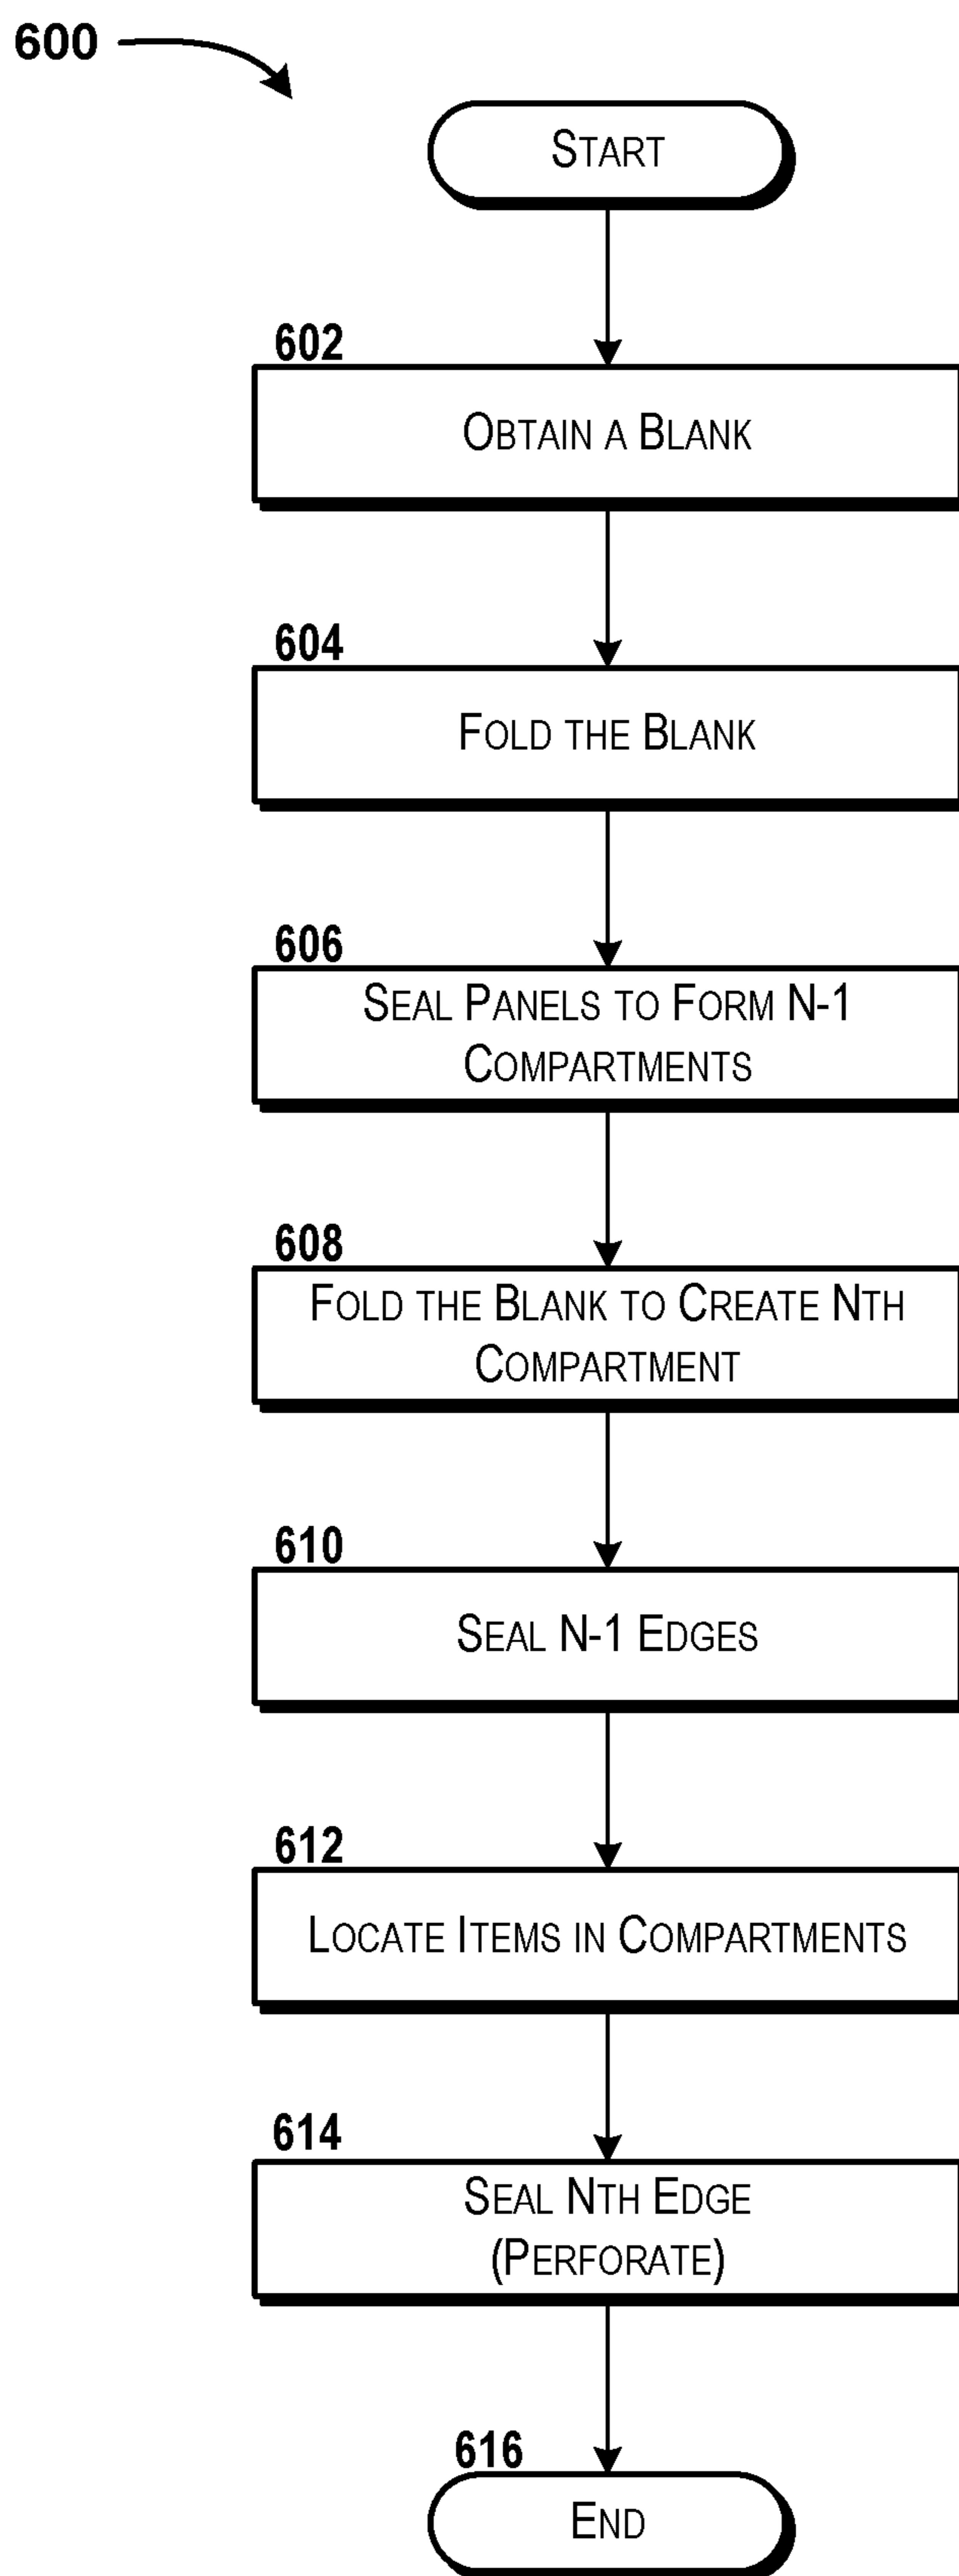 600
START
602
OBTAIN A BLANK
604
FOLD THE BLANK
606
SEAL PANELS TO FORM N-1
COMPARTMENTS
608
FOLD THE BLANK TO CREATE NTH
COMPARTMENT
610
SEAL N-1 EDGES
612
LOCATE ITEMS IN COMPARTMENTS
614
SEAL NTH EDGE
(PERFORATE)
616
END